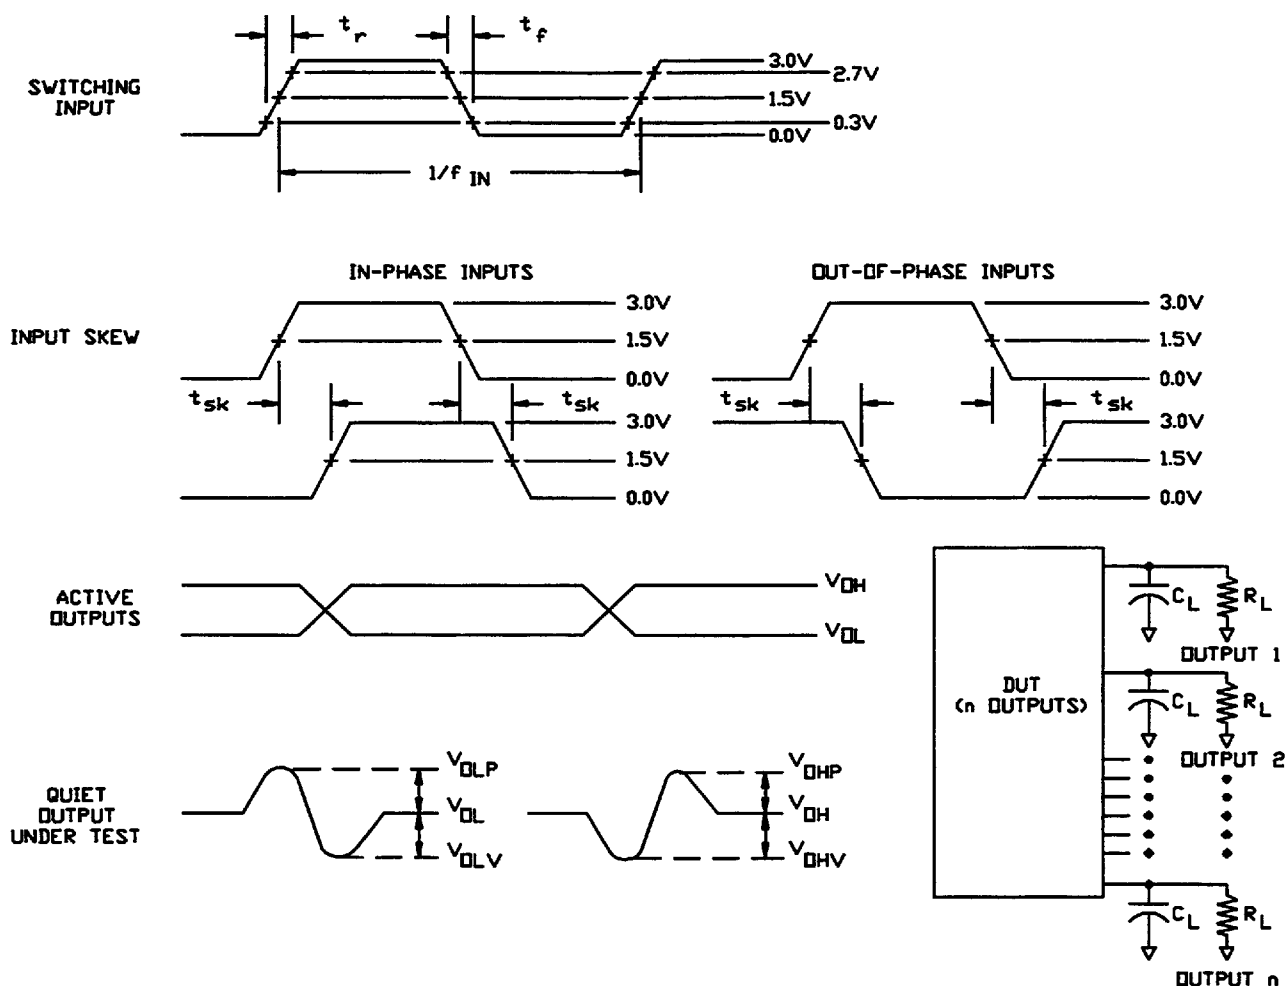 t r
t f
SWITCHING
INPUT
3.0V
2.7V
1.5V
0.3V
0.0V
1/f IN
IN-PHASE INPUTS
OUT-OF-PHASE INPUTS
INPUT SKEW
3.0V
1.5V
0.0V
3.0V
1.5V
0.0V
t sk
t sk
t sk
t sk
3.0V
1.5V
0.0V
3.0V
1.5V
0.0V
ACTIVE
OUTPUTS
V OH
V OL
DUT
(n OUTPUTS)
C L
R L
OUTPUT 1
C L
R L
OUTPUT 2
C L
R L
OUTPUT n
QUIET
OUTPUT
UNDER TEST
V OLP
V OL
V OLV
V OHP
V OH
V OHV